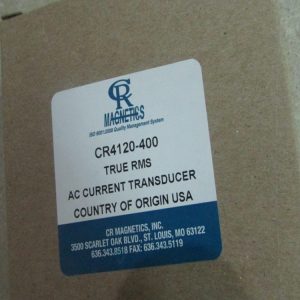 CR
MAGNETICS
ISO 9001:2008 Quality Management System
CR4120-400
TRUE RMS
AC CURRENT TRANSDUCER
COUNTRY OF ORIGIN USA
CR MAGNETICS, INC.
3500 SCARLET OAK BLVD., ST. LOUIS, MO 63122
636.343.8518 FAX: 636.343.5119